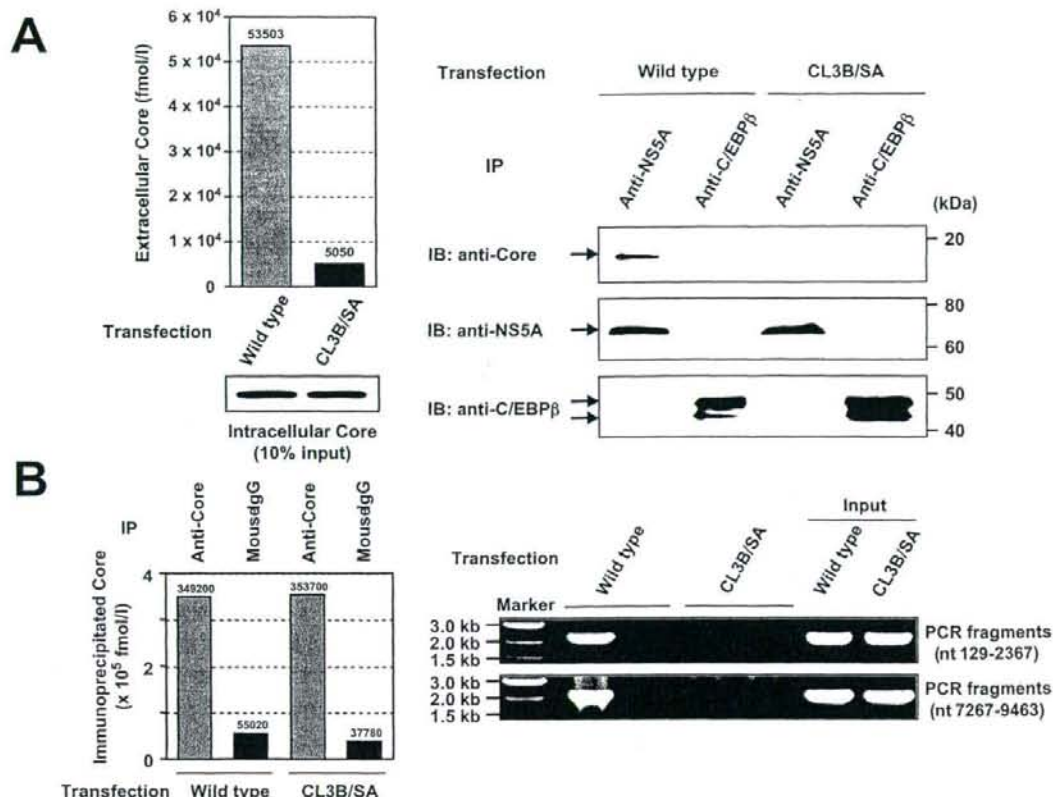 A
6 x 10⁴
5 x 10⁴
4 x 10⁴
3 x 10⁴
2 x 10⁴
1 x 10⁴
0
Extracellular Core (fmol/l)
53503
5050
Transfection
Wild type
CL3B/SA
Intracellular Core
(10% input)
Transfection
Wild type
CL3B/SA
IP
Anti-NS5A
Anti-C/EBPβ
Anti-NS5A
Anti-C/EBPβ
(kDa)
IB: anti-Core
20
IB: anti-NS5A
80
60
IB: anti-C/EBPβ
50
40
B
IP
Anti-Core
MouseIgG
Anti-Core
MouseIgG
Immunoprecipitated Core
(x 10⁵ fmol/l)
4
2
0
349200
55020
353700
37780
Transfection
Wild type
CL3B/SA
Transfection
Input
Wild type
CL3B/SA
Wild type
CL3B/SA
Marker
3.0 kb
2.0 kb
1.5 kb
PCR fragments
(nt 129-2367)
3.0 kb
2.0 kb
1.5 kb
PCR fragments
(nt 7267-9463)